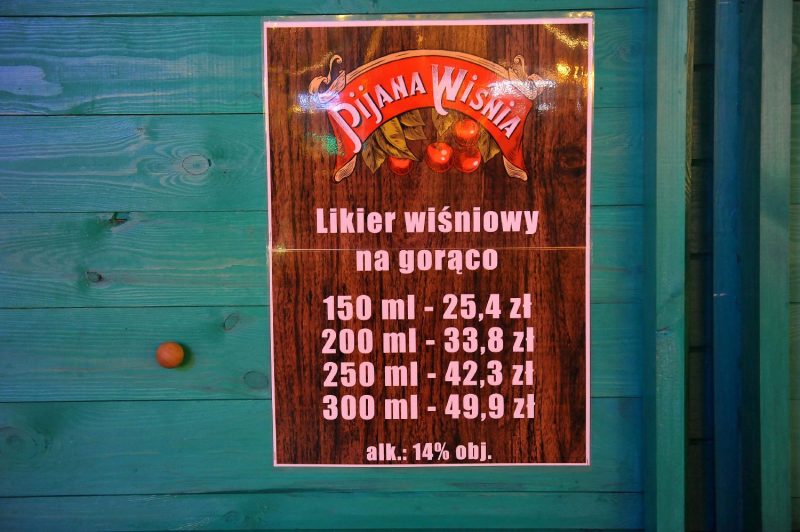 Pijana Wiśnia
Likier wiśniowy
na gorąco
150 ml - 25,4 zł
200 ml - 33,8 zł
250 ml - 42,3 zł
300 ml - 49,9 zł
alk.: 14% obj.